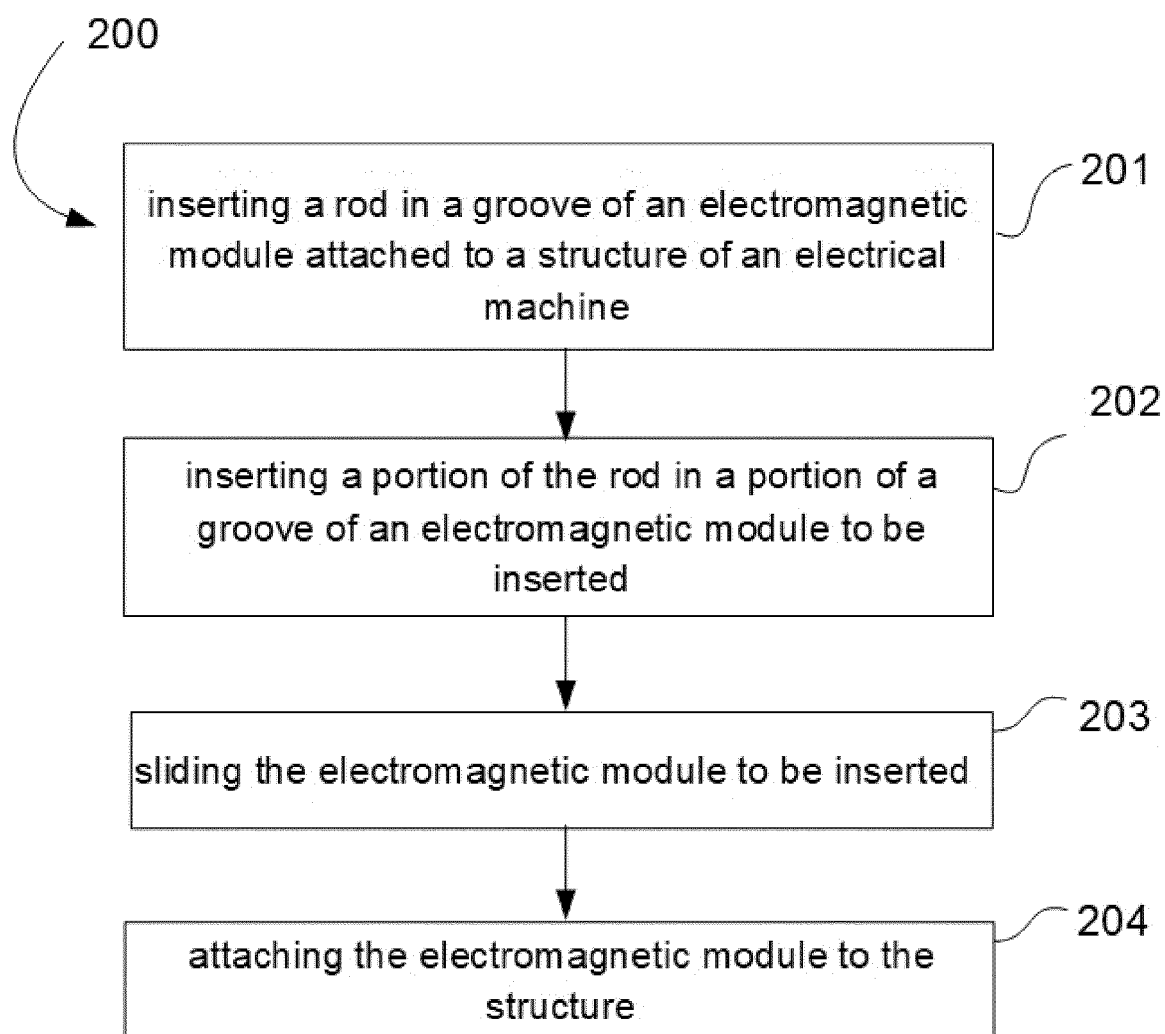 200
201
inserting a rod in a groove of an electromagnetic
module attached to a structure of an electrical
machine
202
inserting a portion of the rod in a portion of a
groove of an electromagnetic module to be
inserted
203
sliding the electromagnetic module to be inserted
204
attaching the electromagnetic module to the
structure